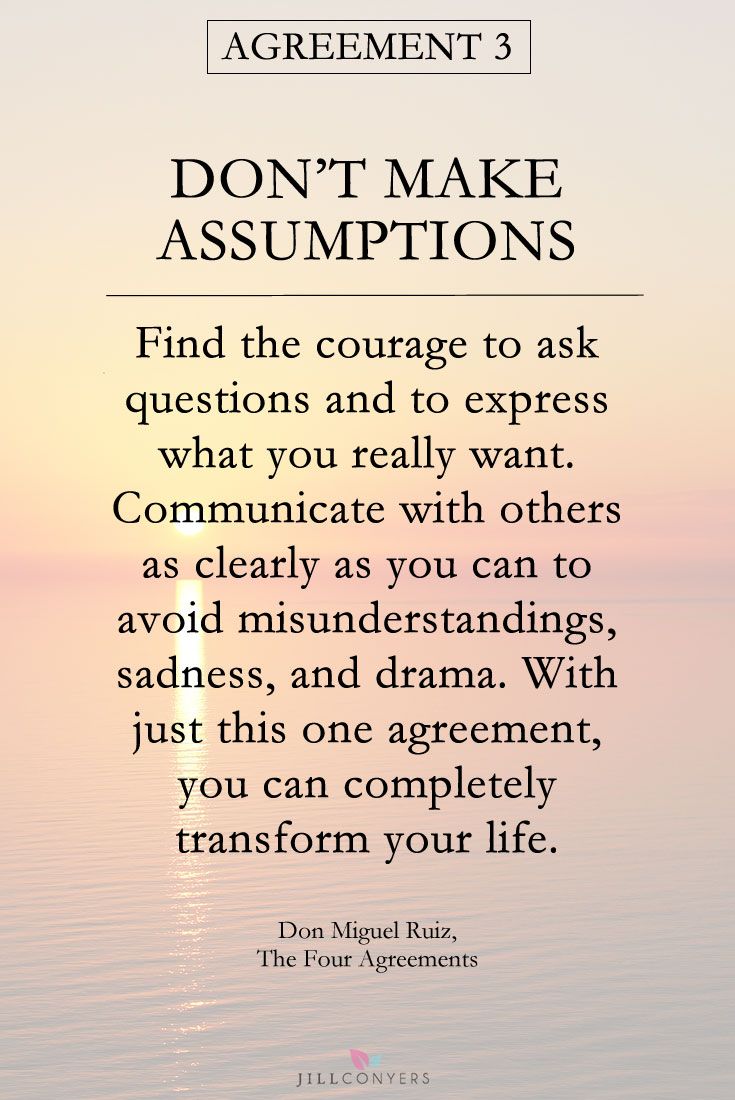 AGREEMENT 3
DON'T MAKE
ASSUMPTIONS
Find the courage to ask
questions and to express
what you really want.
Communicate with others
as clearly as you can to
avoid misunderstandings,
sadness, and drama. With
just this one agreement,
you can completely
transform your life.
Don Miguel Ruiz,
The Four Agreements
JILLCONYERS